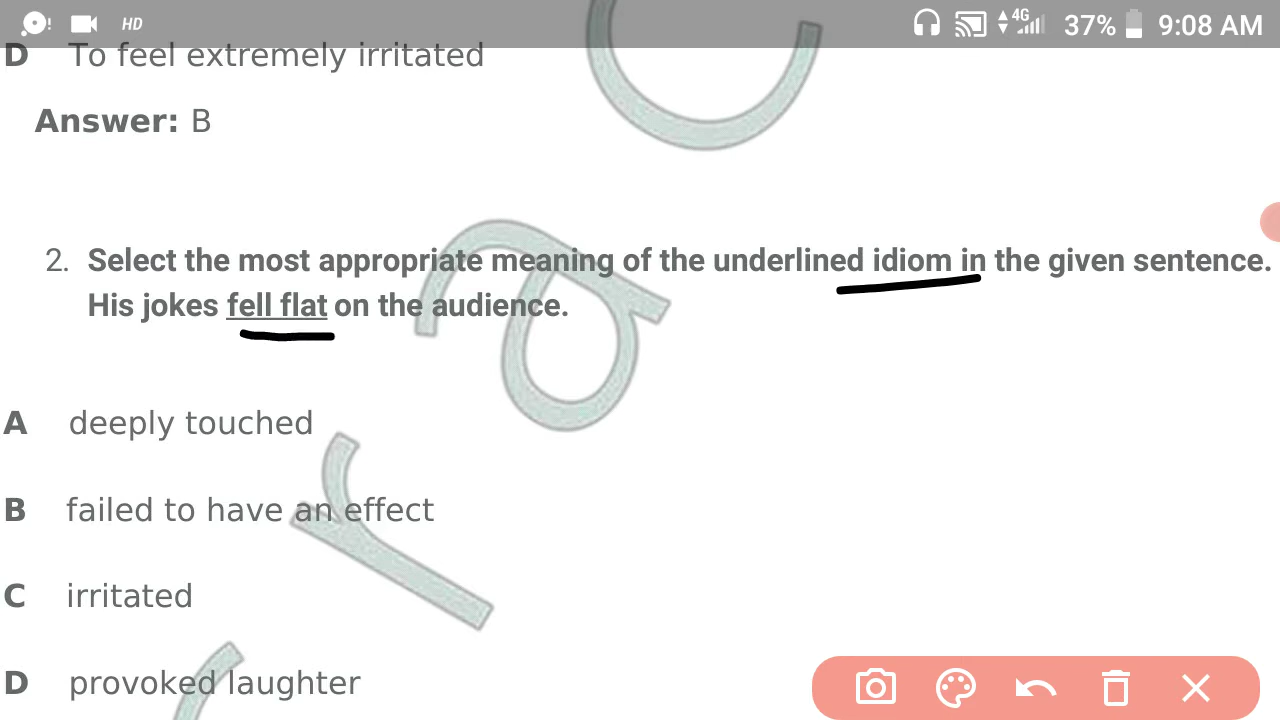 HD 4G 37% 9:08 AM
D To feel extremely irritated
Answer: B
2. Select the most appropriate meaning of the underlined idiom in the given sentence.
His jokes fell flat on the audience.
A deeply touched
B failed to have an effect
C irritated
D provoked laughter